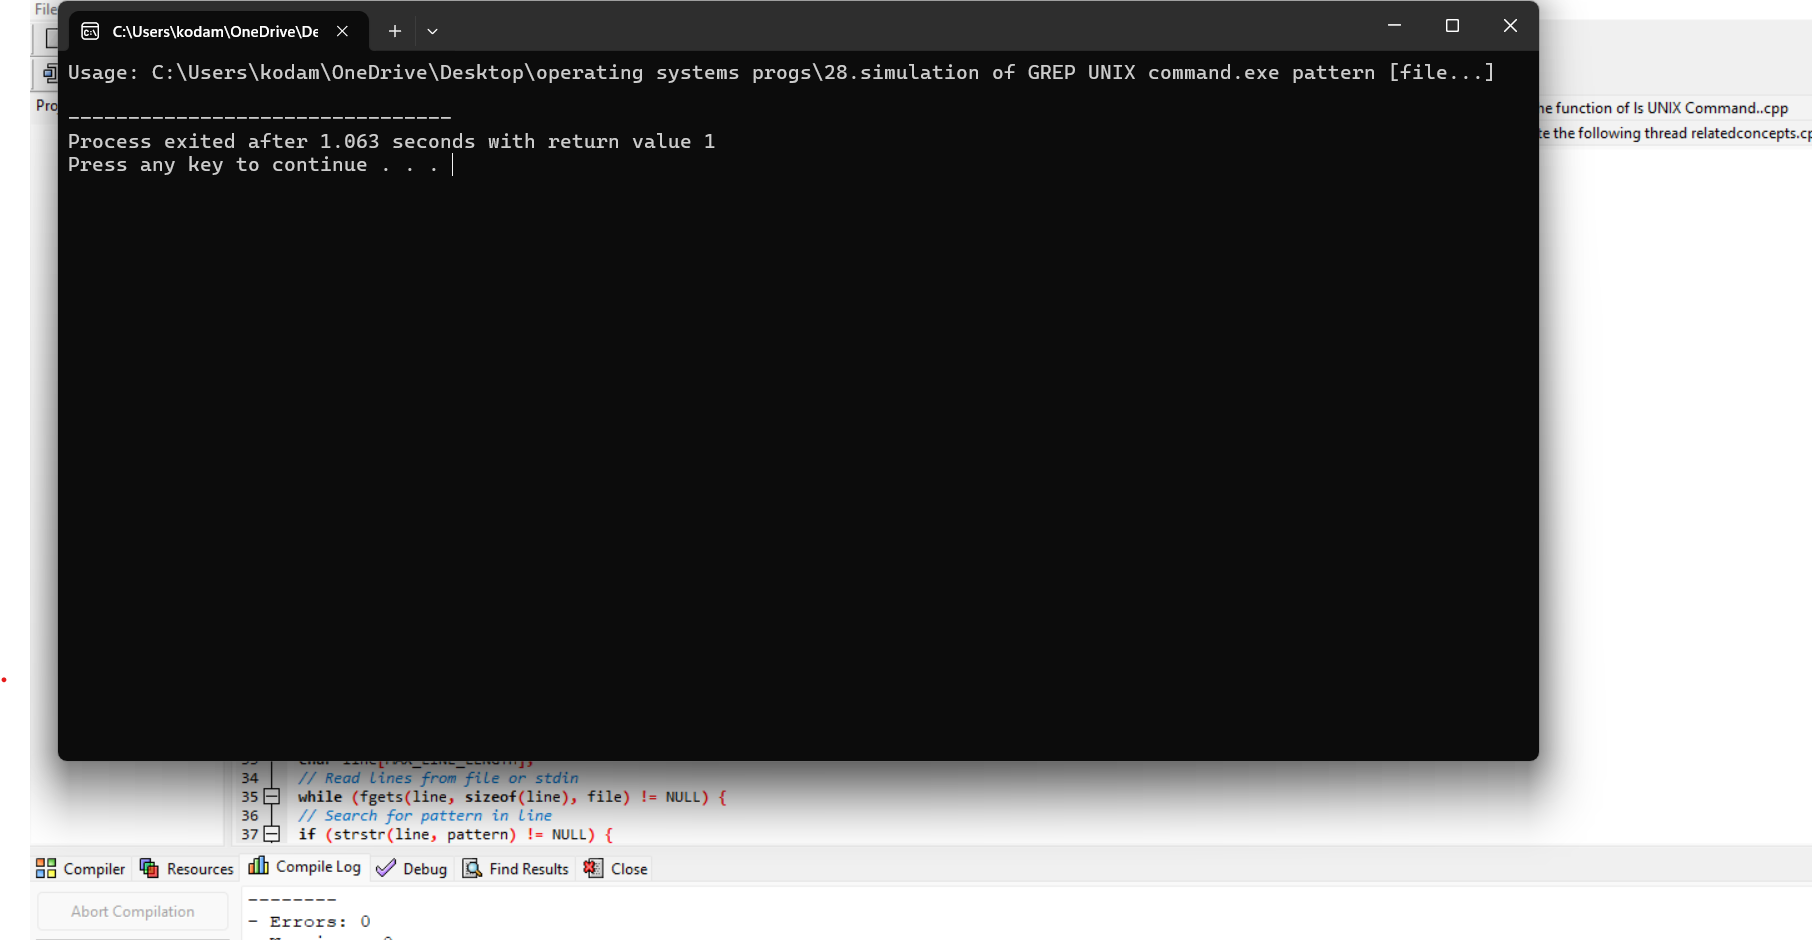 File
C:\Users\kodam\OneDrive\De
Usage: C:\Users\kodam\OneDrive\Desktop\operating systems progs\28.simulation of GREP UNIX command.exe pattern [file...]
--------------------------------
Process exited after 1.063 seconds with return value 1
Press any key to continue . . .
Pro
he function of ls UNIX Command..cpp
te the following thread relatedconcepts.cp
34 // Read lines from file or stdin
35 while (fgets(line, sizeof(line), file) != NULL) {
36 // Search for pattern in line
37 if (strstr(line, pattern) != NULL) {
Compiler Resources Compile Log Debug Find Results Close
Abort Compilation
--------
- Errors: 0